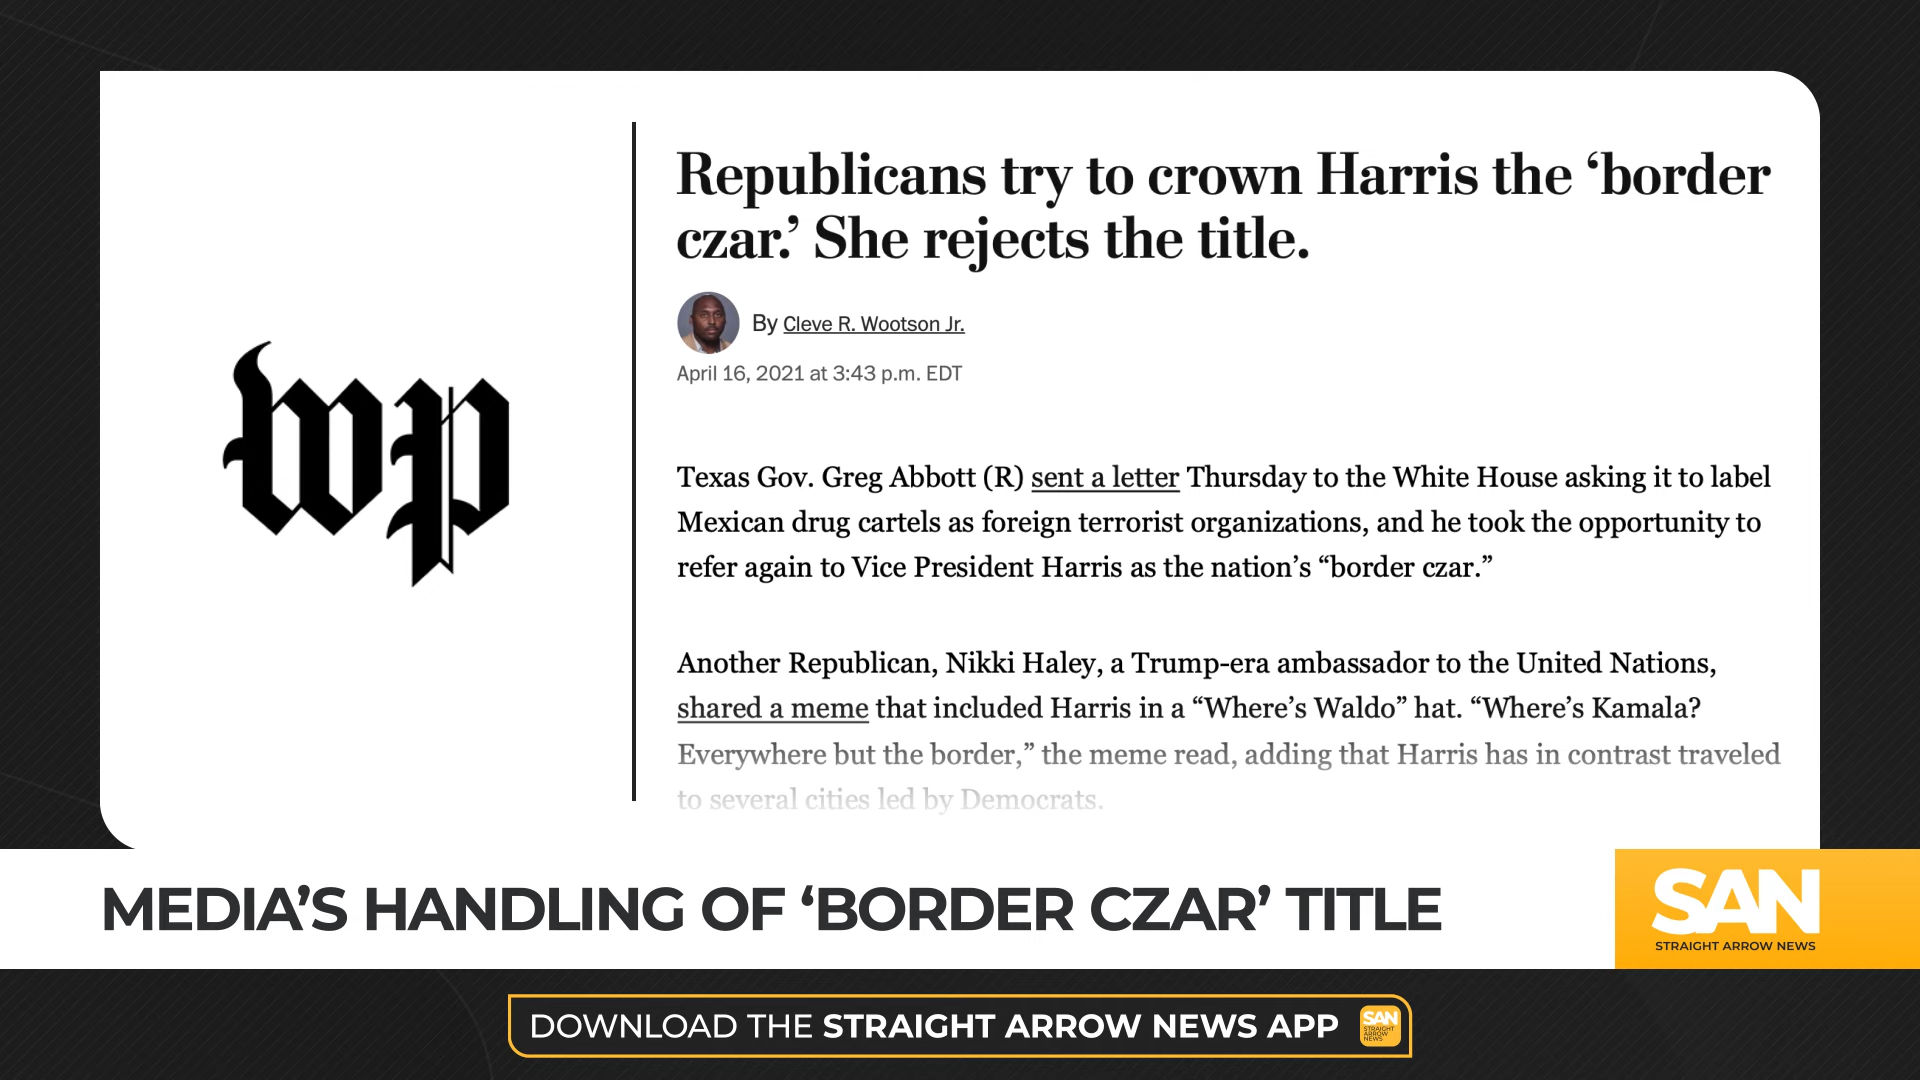 wp
Republicans try to crown Harris the ‘border
czar.’ She rejects the title.
By Cleve R. Wootson Jr.
April 16, 2021 at 3:43 p.m. EDT
Texas Gov. Greg Abbott (R) sent a letter Thursday to the White House asking it to label
Mexican drug cartels as foreign terrorist organizations, and he took the opportunity to
refer again to Vice President Harris as the nation’s “border czar.”
Another Republican, Nikki Haley, a Trump-era ambassador to the United Nations,
shared a meme that included Harris in a “Where’s Waldo” hat. “Where’s Kamala?
Everywhere but the border,” the meme read, adding that Harris has in contrast traveled
to several cities led by Democrats.
MEDIA’S HANDLING OF ‘BORDER CZAR’ TITLE
SAN
STRAIGHT ARROW NEWS
DOWNLOAD THE STRAIGHT ARROW NEWS APP
SAN
STRAIGHT
ARROW
NEWS